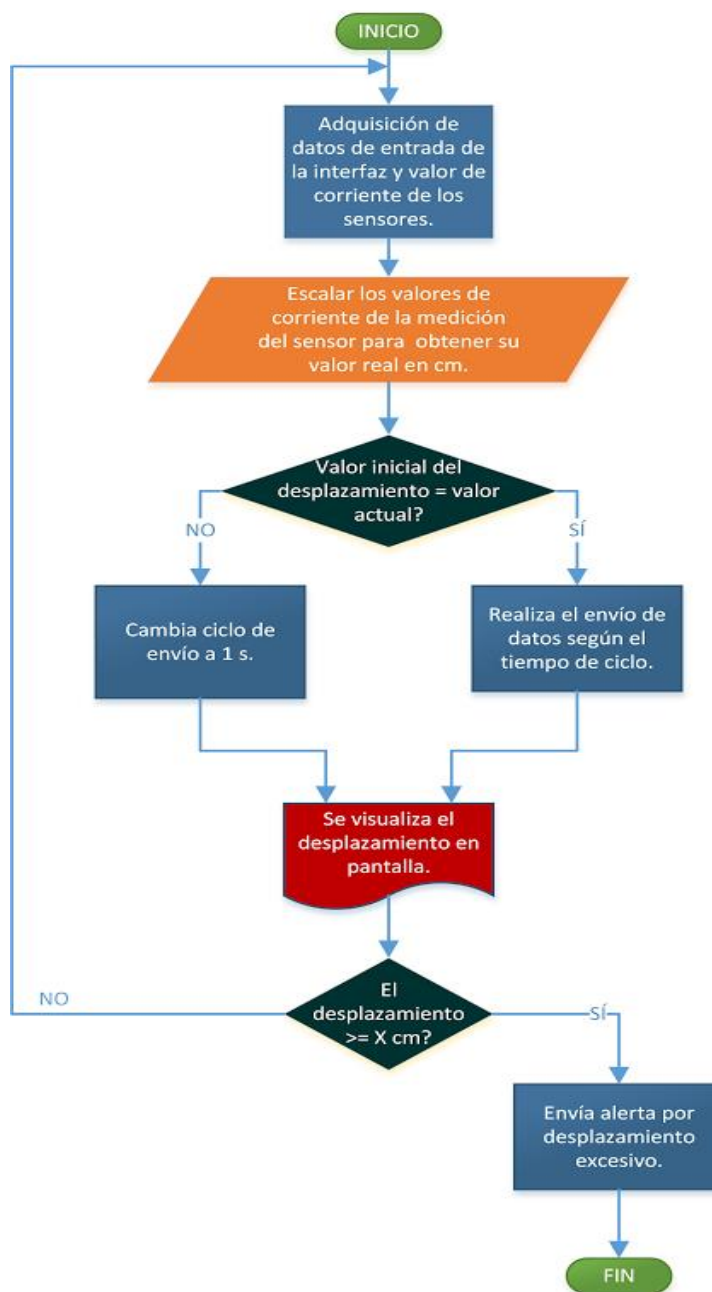 INICIO
Adquisición de
datos de entrada de
la interfaz y valor de
corriente de los
sensores.
Escalar los valores de
corriente de la medición
del sensor para obtener su
valor real en cm.
Valor inicial del
desplazamiento = valor
actual?
NO
SÍ
Cambia ciclo de
envío a 1 s.
Realiza el envío de
datos según el
tiempo de ciclo.
Se visualiza el
desplazamiento en
pantalla.
El
desplazamiento
>= X cm?
NO
SÍ
Envía alerta por
desplazamiento
excesivo.
FIN